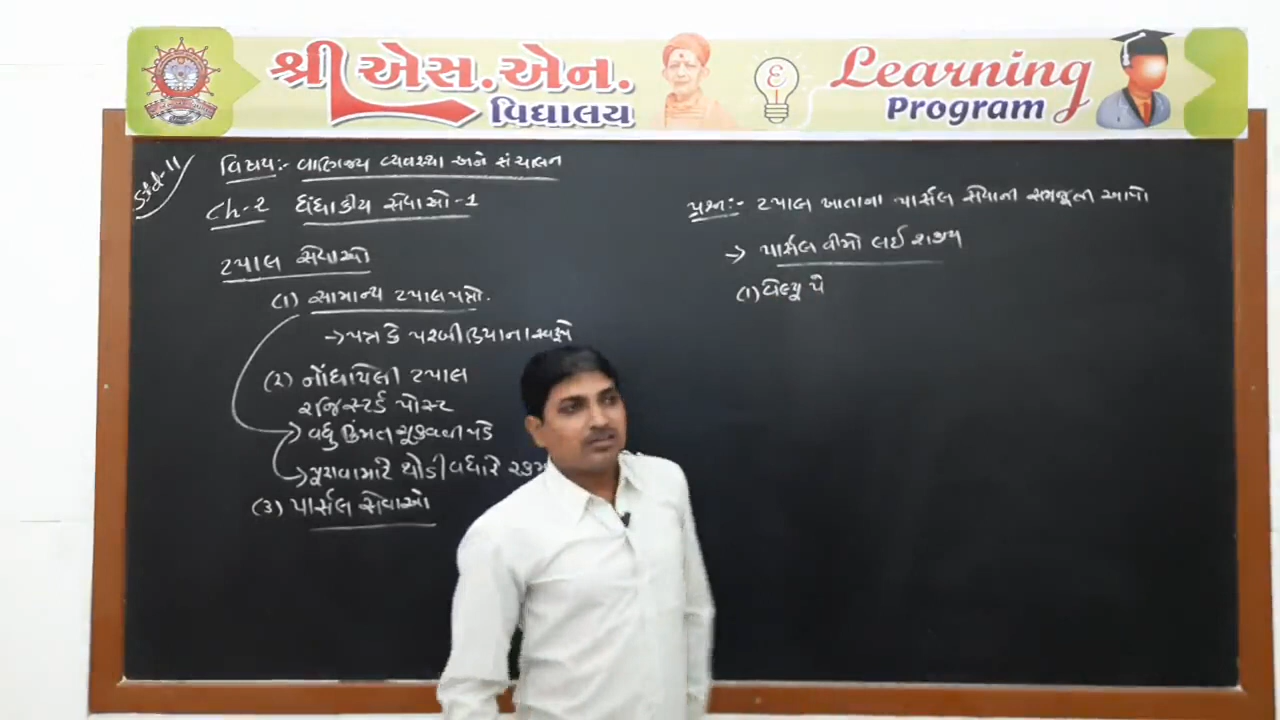 શ્રી એસ.એન.
વિદ્યાલય
Learning
Program
Std-11
વિષય:- વાણિજ્ય વ્યવસ્થા અને સંચાલન
Ch-2 ધંધાકીય સેવાઓ-1
ટપાલ સેવાઓ
(1) સામાન્ય ટપાલપત્રો.
→ પત્ર કે પરબીડિયાના સ્વરૂપે
(2) નોંધાયેલી ટપાલ
રજિસ્ટર્ડ પોસ્ટ
→ વધુ કિંમત ચૂકવવી પડે
→ પૂરાવા માટે થોડી વધારે રકમ
(3) પાર્સલ સેવાઓ
પ્રશ્ન:- ટપાલ ખાતાના પાર્સલ સેવાની સમજૂતી આપો
→ પાર્સલ વીમો લઈ શકાય
(1) વેલ્યૂ પે